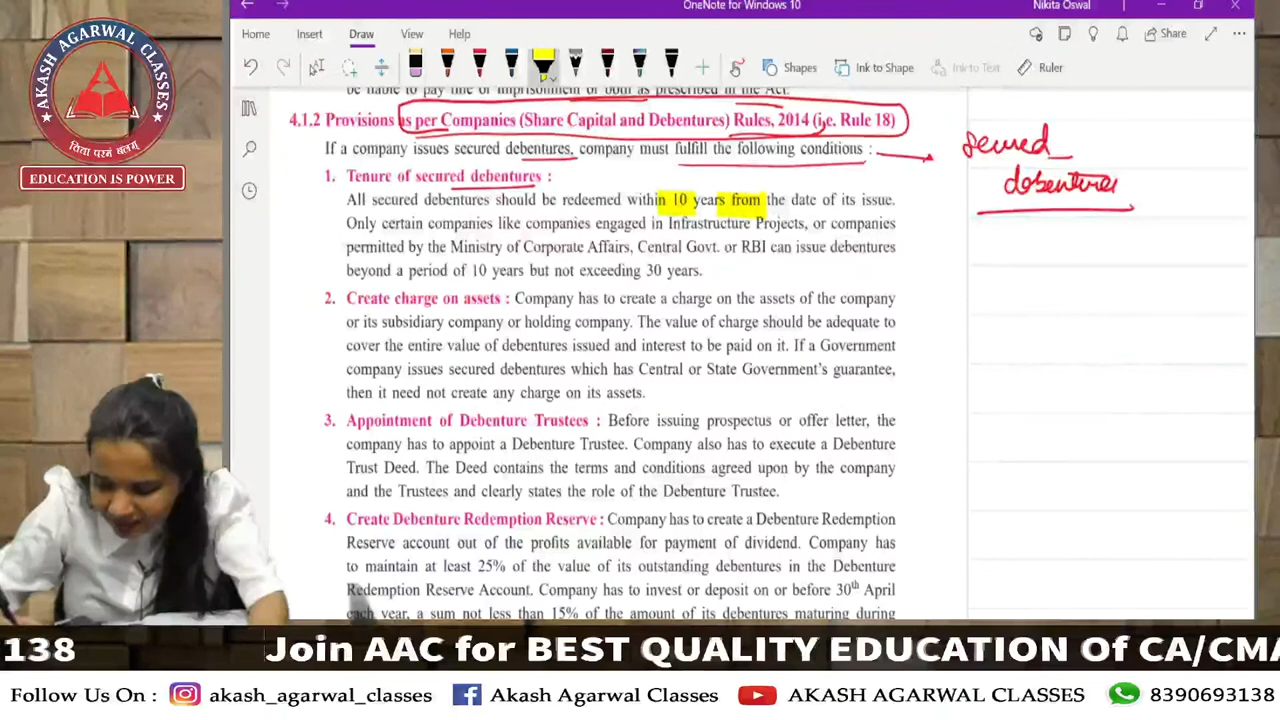 OneNote for Windows 10
Nikita Oswal
Home Insert Draw View Help
Share
Shapes Ink to Shape Ink to Text Ruler
AKASH AGARWAL CLASSES
विद्या परमं बलम्
EDUCATION IS POWER
be liable to pay fine or imprisonment or both as prescribed in the Act.
4.1.2 Provisions as per Companies (Share Capital and Debentures) Rules, 2014 (i.e. Rule 18)
If a company issues secured debentures, company must fulfill the following conditions :
secured
debentures
1. Tenure of secured debentures :
All secured debentures should be redeemed within 10 years from the date of its issue.
Only certain companies like companies engaged in Infrastructure Projects, or companies
permitted by the Ministry of Corporate Affairs, Central Govt. or RBI can issue debentures
beyond a period of 10 years but not exceeding 30 years.
2. Create charge on assets : Company has to create a charge on the assets of the company
or its subsidiary company or holding company. The value of charge should be adequate to
cover the entire value of debentures issued and interest to be paid on it. If a Government
company issues secured debentures which has Central or State Government's guarantee,
then it need not create any charge on its assets.
3. Appointment of Debenture Trustees : Before issuing prospectus or offer letter, the
company has to appoint a Debenture Trustee. Company also has to execute a Debenture
Trust Deed. The Deed contains the terms and conditions agreed upon by the company
and the Trustees and clearly states the role of the Debenture Trustee.
4. Create Debenture Redemption Reserve : Company has to create a Debenture Redemption
Reserve account out of the profits available for payment of dividend. Company has
to maintain at least 25% of the value of its outstanding debentures in the Debenture
Redemption Reserve Account. Company has to invest or deposit on or before 30th April
each year, a sum not less than 15% of the amount of its debentures maturing during
138 Join AAC for BEST QUALITY EDUCATION Of CA/CMA
Follow Us On : akash_agarwal_classes Akash Agarwal Classes AKASH AGARWAL CLASSES 8390693138